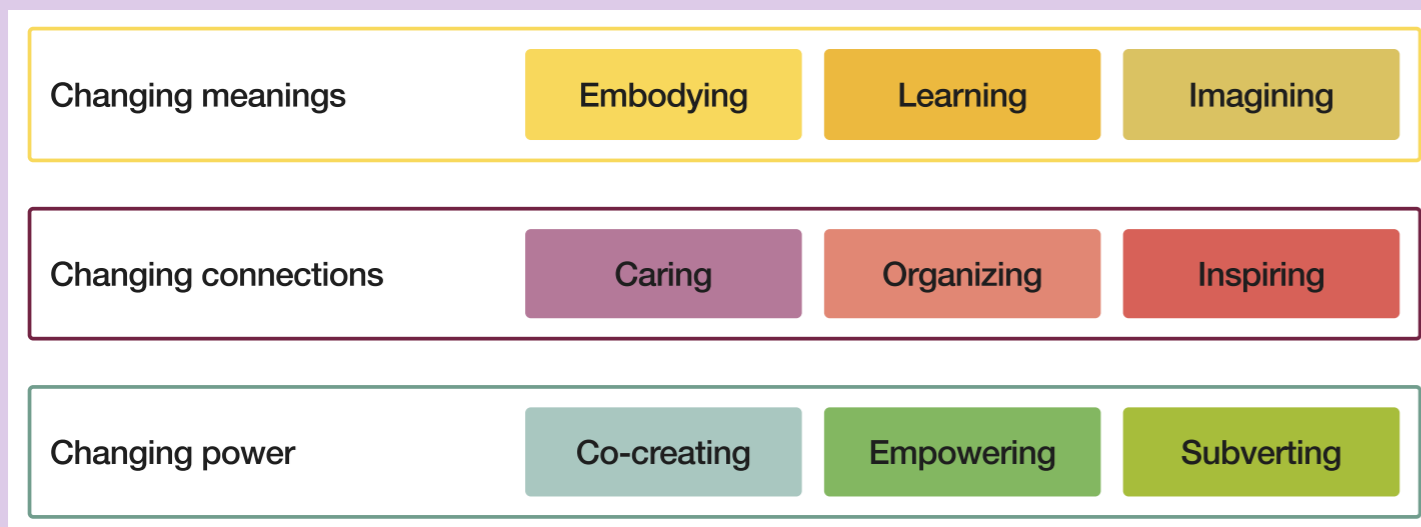 Changing meanings Embodying Learning Imagining
Changing connections Caring Organizing Inspiring
Changing power Co-creating Empowering Subverting